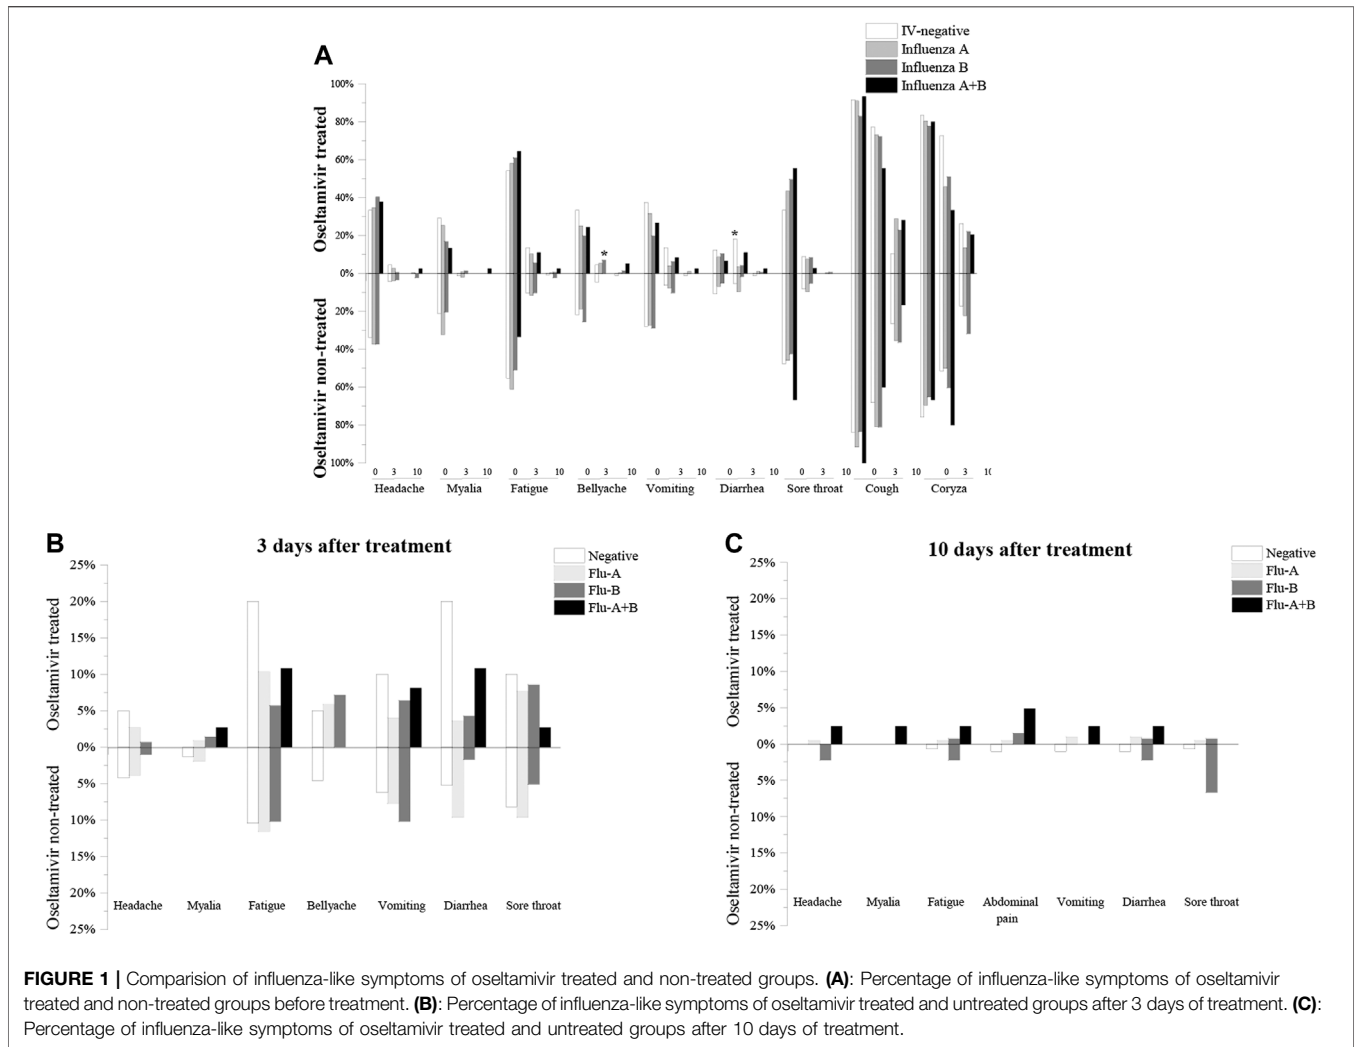 A
IV-negative
Influenza A
Influenza B
Influenza A+B
Oseltamivir treated
Oseltamivir non-treated
100%
80%
60%
40%
20%
0%
20%
40%
60%
80%
100%
*
*
0 3 10 0 3 10 0 3 10 0 3 10 0 3 10 0 3 10 0 3 10 0 3 10 0 3 10
Headache Myalia Fatigue Bellyache Vomiting Diarrhea Sore throat Cough Coryza
B
3 days after treatment
Negative
Flu-A
Flu-B
Flu-A+B
Oseltamivir treated
Oseltamivir non-treated
25%
20%
15%
10%
5%
0%
5%
10%
15%
20%
25%
Headache Myalia Fatigue Bellyache Vomiting Diarrhea Sore throat
C
10 days after treatment
Negative
Flu-A
Flu-B
Flu-A+B
Oseltamivir treated
Oseltamivir non-treated
25%
20%
15%
10%
5%
0%
5%
10%
15%
20%
25%
Headache Myalia Fatigue Abdominal Vomiting Diarrhea Sore throat
pain
FIGURE 1 | Comparision of influenza-like symptoms of oseltamivir treated and non-treated groups. (A): Percentage of influenza-like symptoms of oseltamivir
treated and non-treated groups before treatment. (B): Percentage of influenza-like symptoms of oseltamivir treated and untreated groups after 3 days of treatment. (C):
Percentage of influenza-like symptoms of oseltamivir treated and untreated groups after 10 days of treatment.